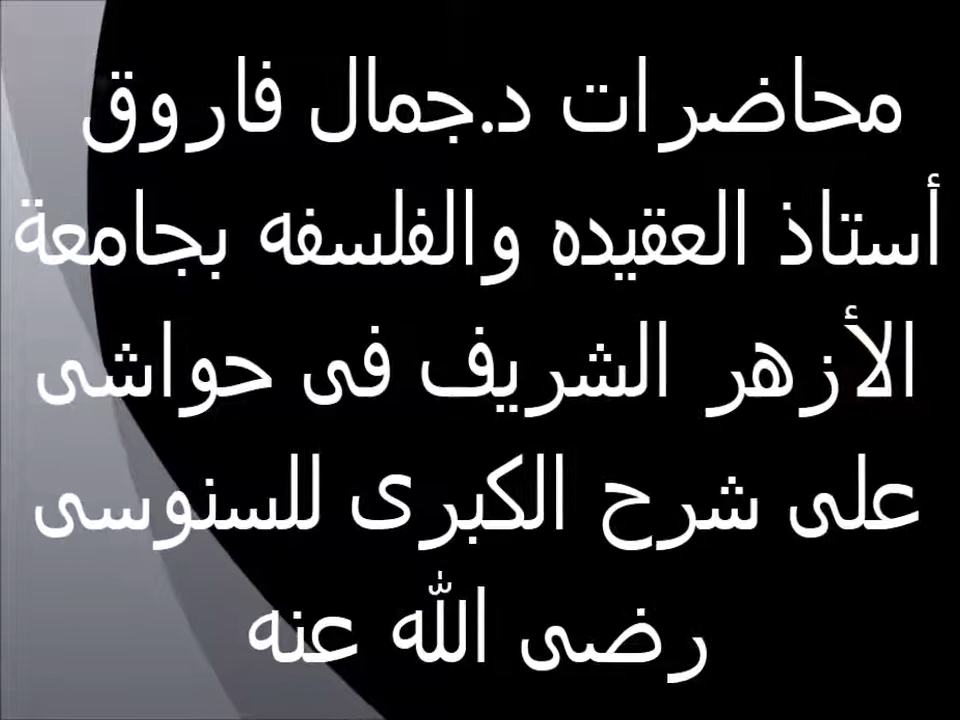 محاضرات د.جمال فاروق
أستاذ العقيده والفلسفه بجامعة
الأزهر الشريف فى حواشى
على شرح الكبرى للسنوسى
رضى الله عنه